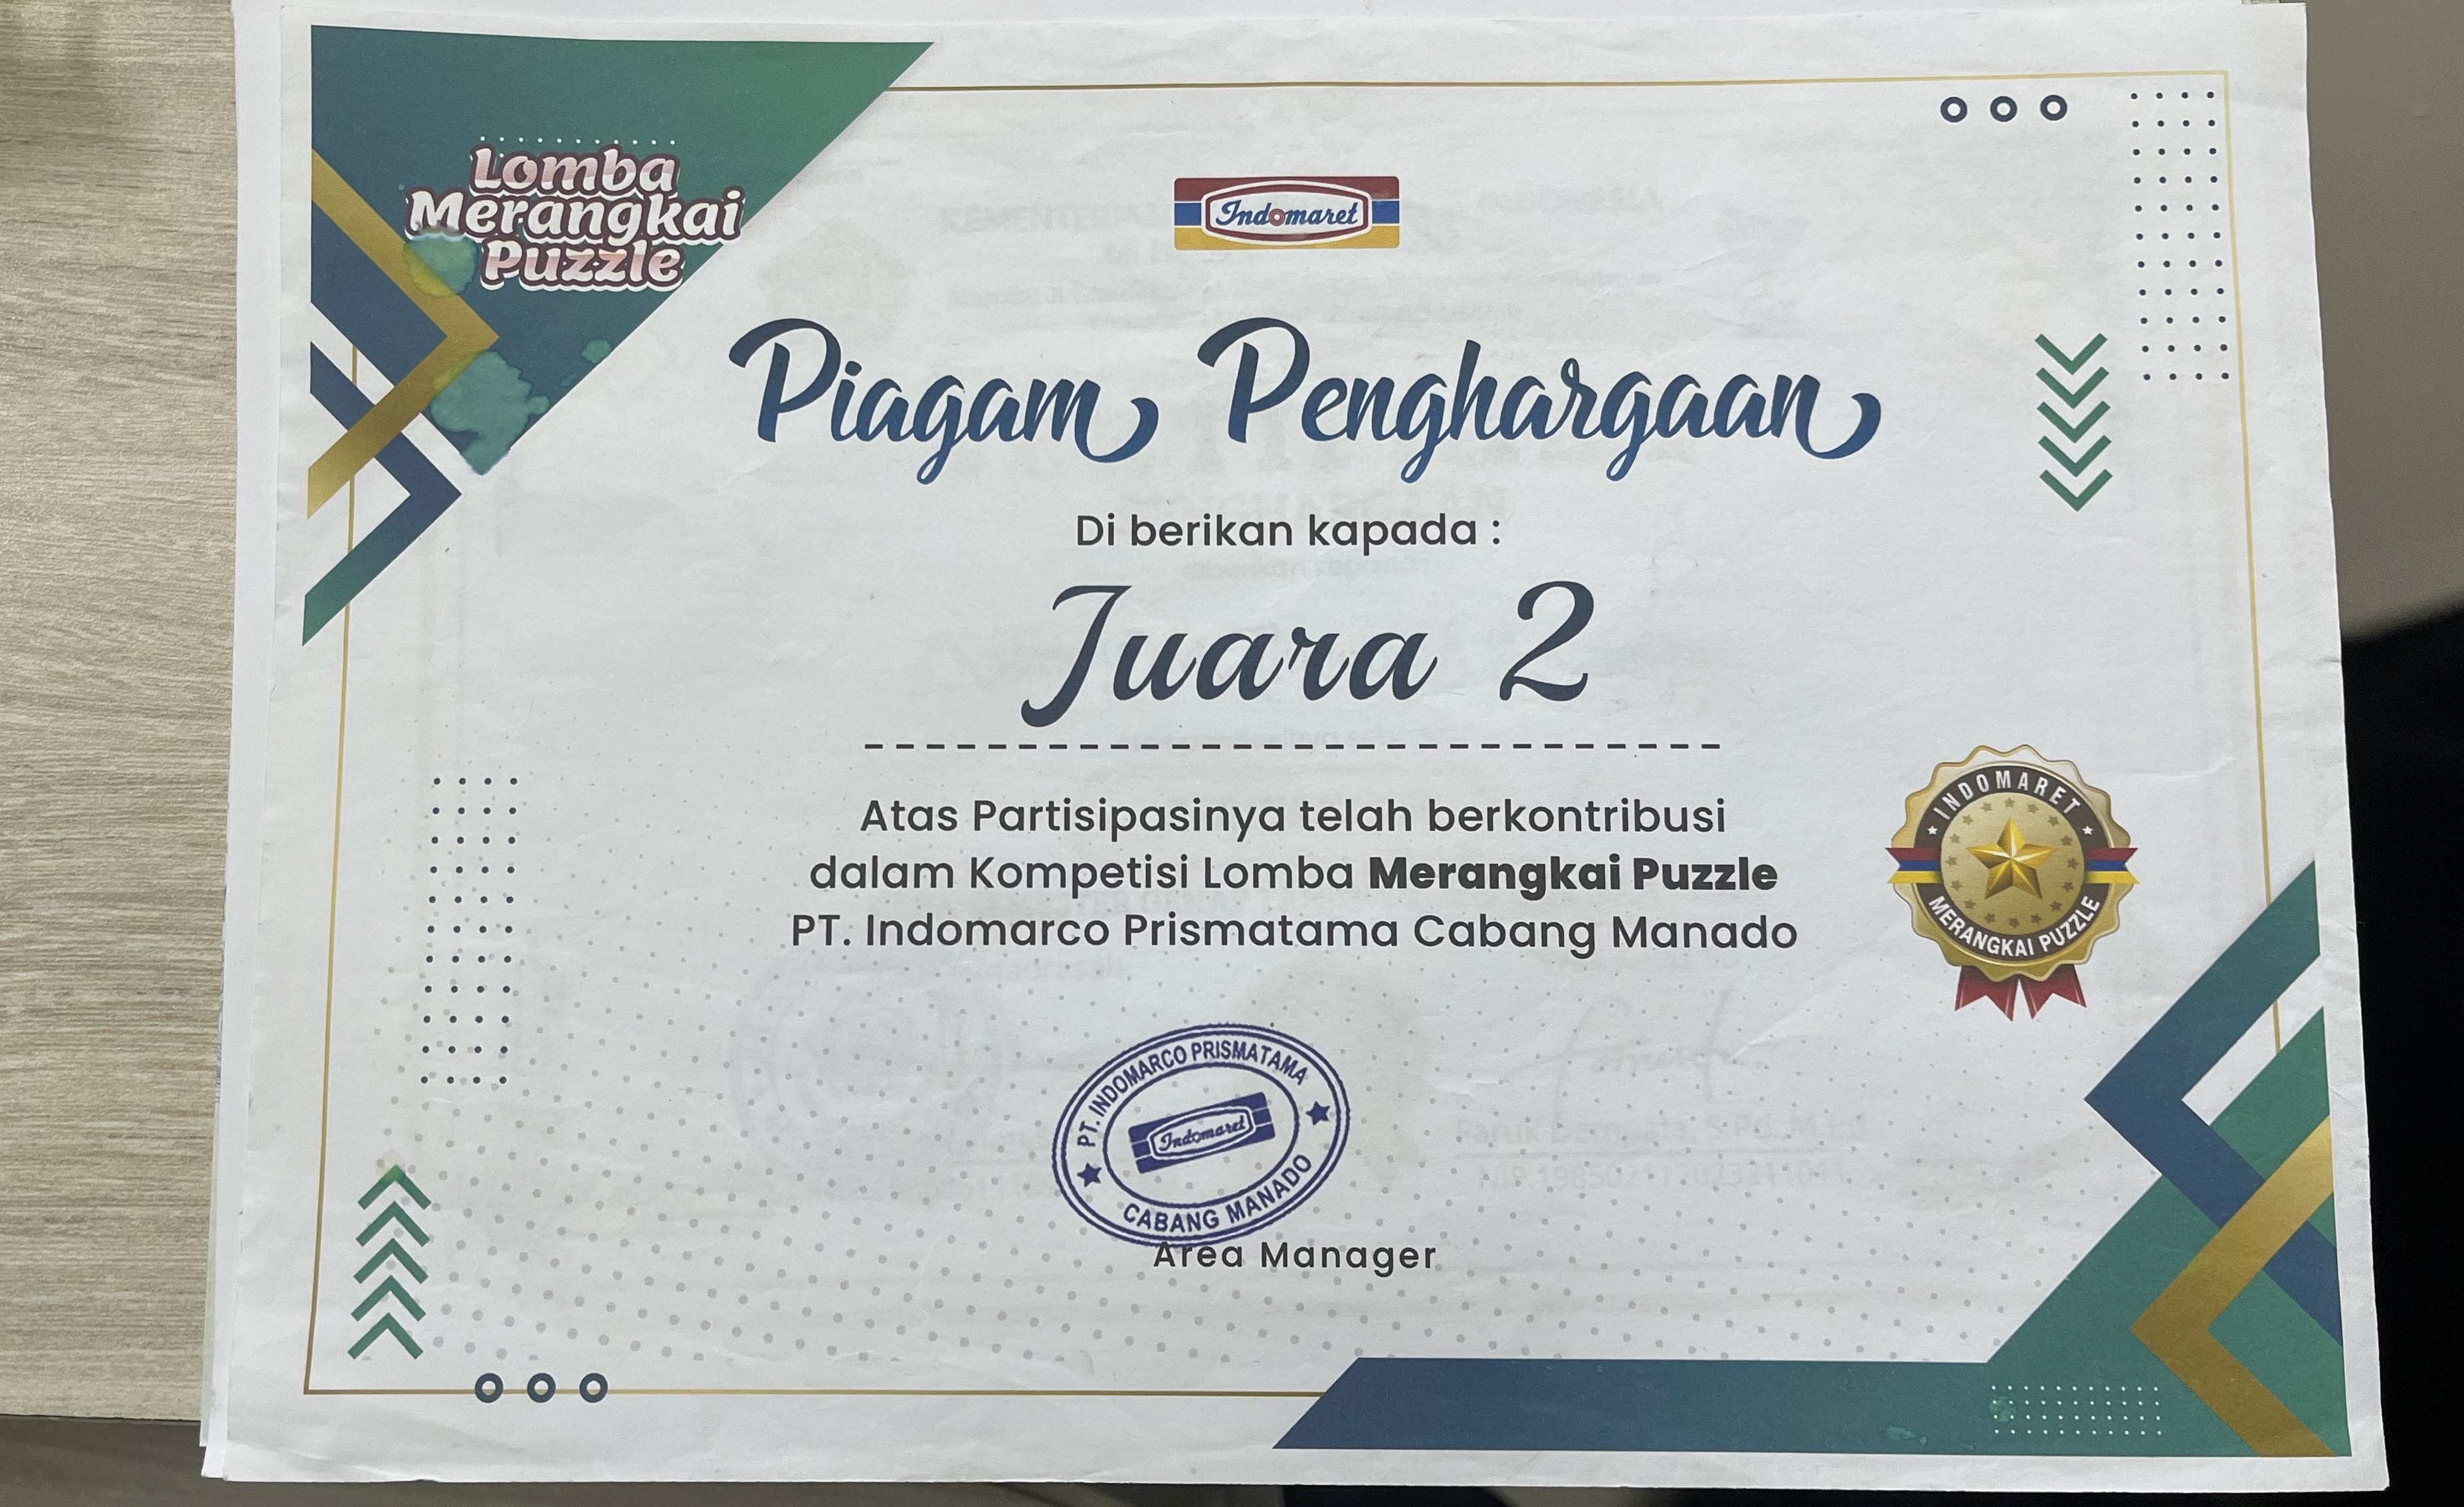 Lomba
Merangkai
Puzzle
Indomaret
Piagam Penghargaan
Di berikan kapada :
Juara 2
Atas Partisipasinya telah berkontribusi
dalam Kompetisi Lomba Merangkai Puzzle
PT. Indomarco Prismatama Cabang Manado
INDOMARET
MERANGKAI PUZZLE
PT. INDOMARCO PRISMATAMA
Indomaret
CABANG MANADO
Area Manager